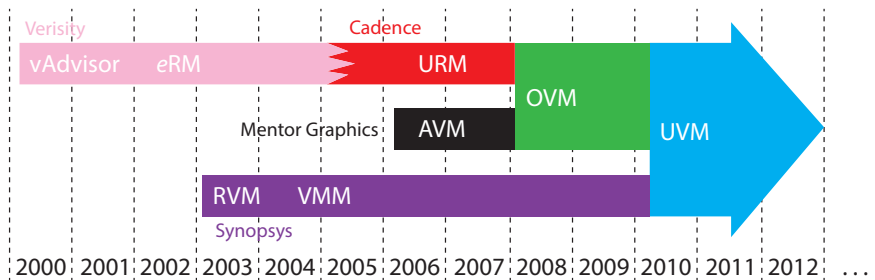 Verisity Cadence
vAdvisor eRM URM
OVM
Mentor Graphics AVM UVM
RVM VMM
Synopsys
2000 2001 2002 2003 2004 2005 2006 2007 2008 2009 2010 2011 2012 ...